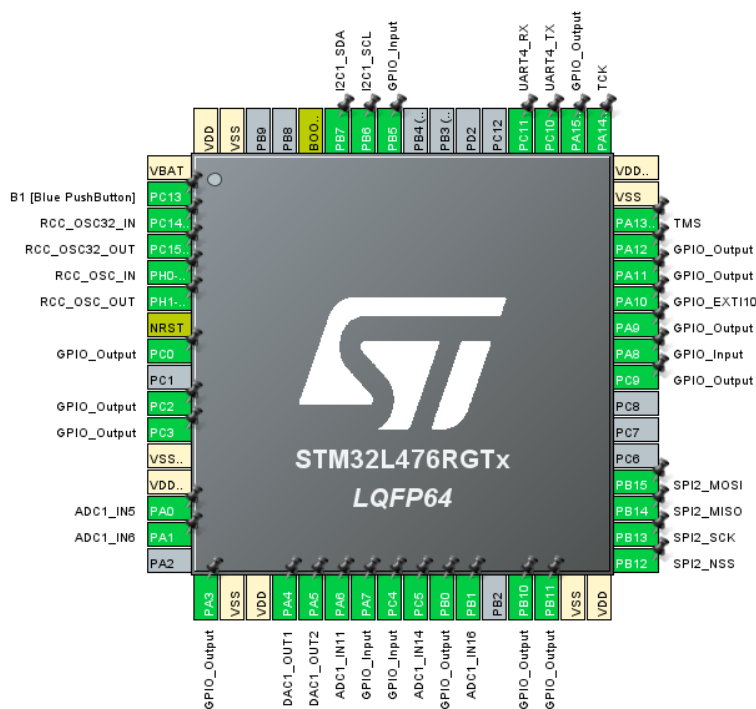 I2C1_SDA
I2C1_SCL
GPIO_Input
UART4_RX
UART4_TX
GPIO_Output
TCK
VDD
VSS
PB9
PB8
BOO..
PB7
PB6
PB5
PB4 (..
PB3 (..
PD2
PC12
PC11
PC10
PA15..
PA14..
VBAT
B1 [Blue PushButton] PC13
RCC_OSC32_IN PC14..
RCC_OSC32_OUT PC15..
RCC_OSC_IN PH0-..
RCC_OSC_OUT PH1-..
NRST
GPIO_Output PC0
PC1
GPIO_Output PC2
GPIO_Output PC3
VSS..
VDD..
ADC1_IN5 PA0
ADC1_IN6 PA1
PA2
ST
STM32L476RGTx
LQFP64
VDD..
VSS
PA13.. TMS
PA12 GPIO_Output
PA11 GPIO_Output
PA10 GPIO_EXTI10
PA9 GPIO_Output
PA8 GPIO_Input
PC9 GPIO_Output
PC8
PC7
PC6
PB15 SPI2_MOSI
PB14 SPI2_MISO
PB13 SPI2_SCK
PB12 SPI2_NSS
PA3
VSS
VDD
PA4
PA5
PA6
PA7
PC4
PC5
PB0
PB1
PB2
PB10
PB11
VSS
VDD
GPIO_Output
DAC1_OUT1
DAC1_OUT2
ADC1_IN11
GPIO_Input
GPIO_Input
ADC1_IN14
GPIO_Output
ADC1_IN16
GPIO_Output
GPIO_Output